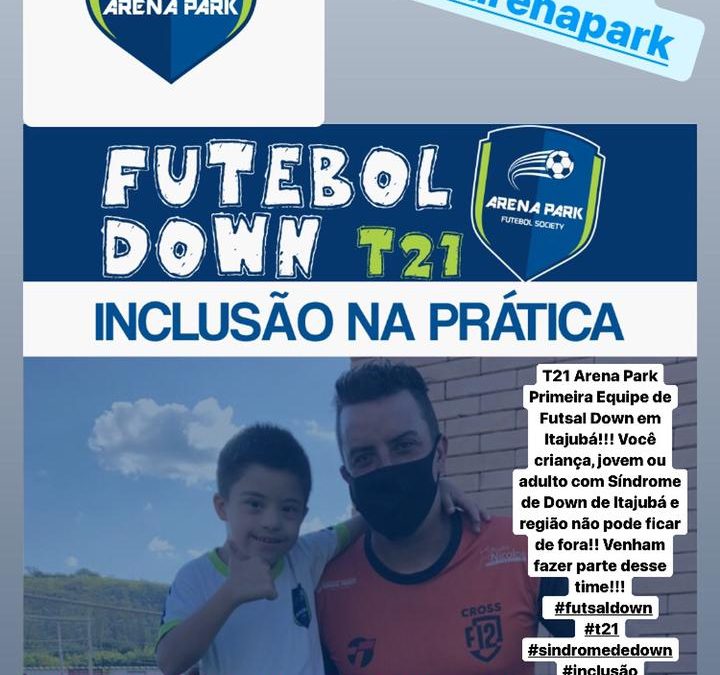 ARENA PARK
arenapark
FUTEBOL
DOWN T21
ARENA PARK
FUTEBOL SOCIETY
INCLUSÃO NA PRÁTICA
T21 Arena Park
Primeira Equipe de
Futsal Down em
Itajubá!!! Você
criança, jovem ou
adulto com Síndrome
de Down de Itajubá e
região não pode ficar
de fora!! Venham
fazer parte desse
time!!!
#futsaldown
#t21
#sindromededown
#inclusão
CROSS
F12